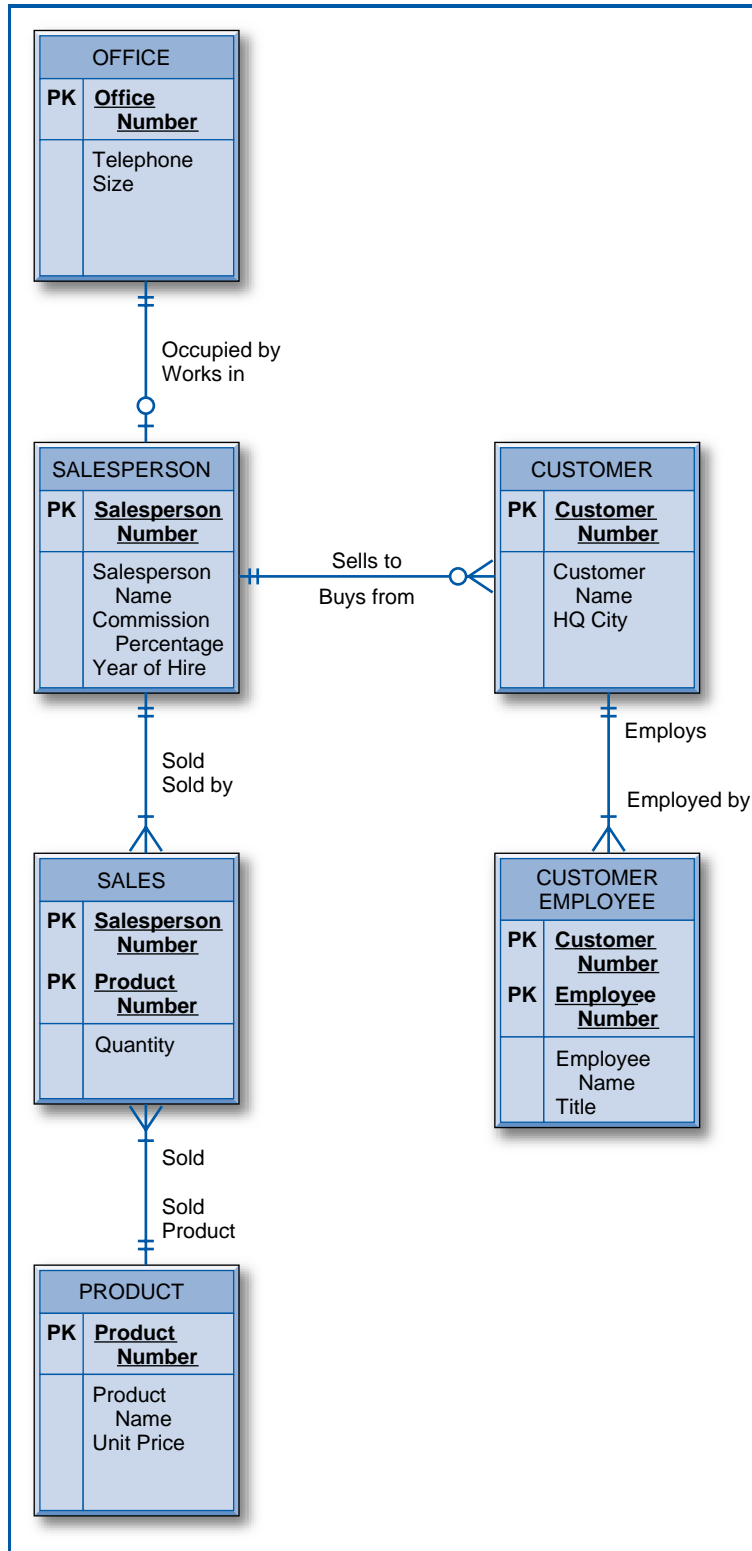 OFFICE
PK Office
Number
Telephone
Size
Occupied by
Works in
SALESPERSON
PK Salesperson
Number
Salesperson
Name
Commission
Percentage
Year of Hire
Sells to
Buys from
CUSTOMER
PK Customer
Number
Customer
Name
HQ City
Sold
Sold by
Employs
Employed by
SALES
PK Salesperson
Number
PK Product
Number
Quantity
CUSTOMER
EMPLOYEE
PK Customer
Number
PK Employee
Number
Employee
Name
Title
Sold
Sold
Product
PRODUCT
PK Product
Number
Product
Name
Unit Price